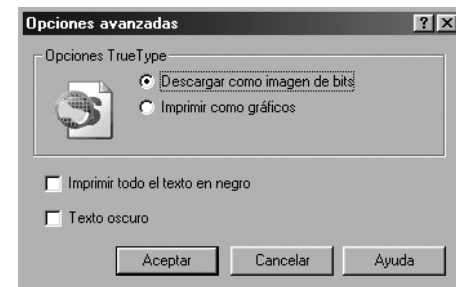 Opciones avanzadas
Opciones TrueType
Descargar como imagen de bits
Imprimir como gráficos
Imprimir todo el texto en negro
Texto oscuro
Aceptar Cancelar Ayuda